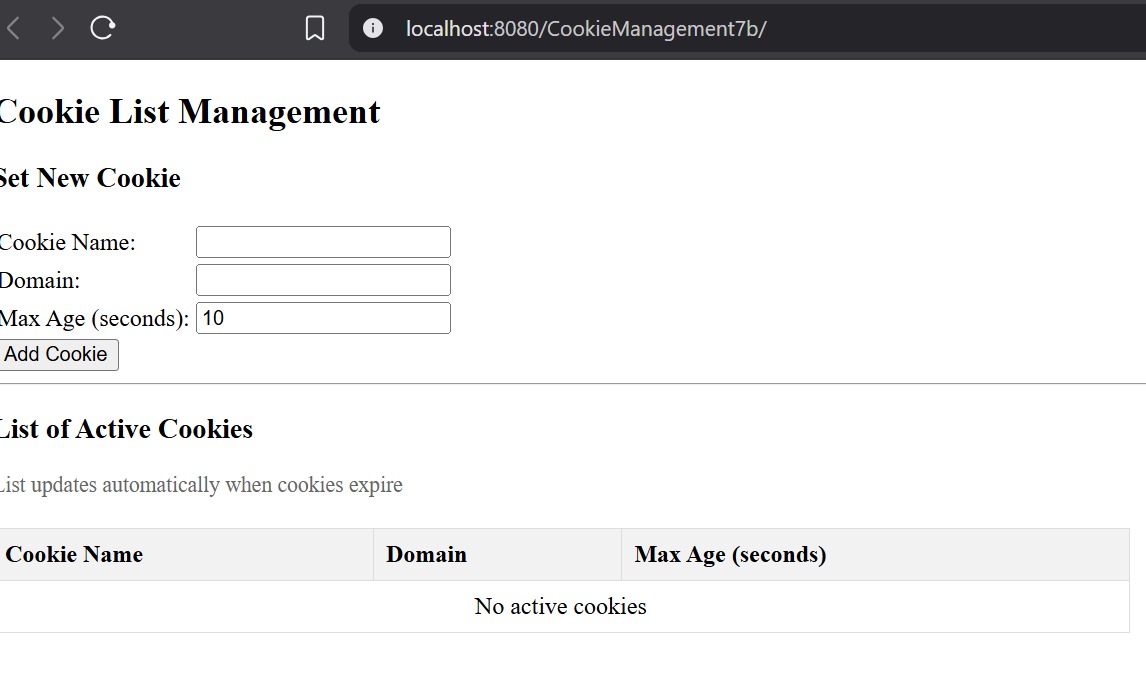 localhost:8080/CookieManagement7b/
Cookie List Management
Set New Cookie
Cookie Name:
Domain:
Max Age (seconds): 10
Add Cookie
List of Active Cookies
List updates automatically when cookies expire
Cookie Name Domain Max Age (seconds)
No active cookies